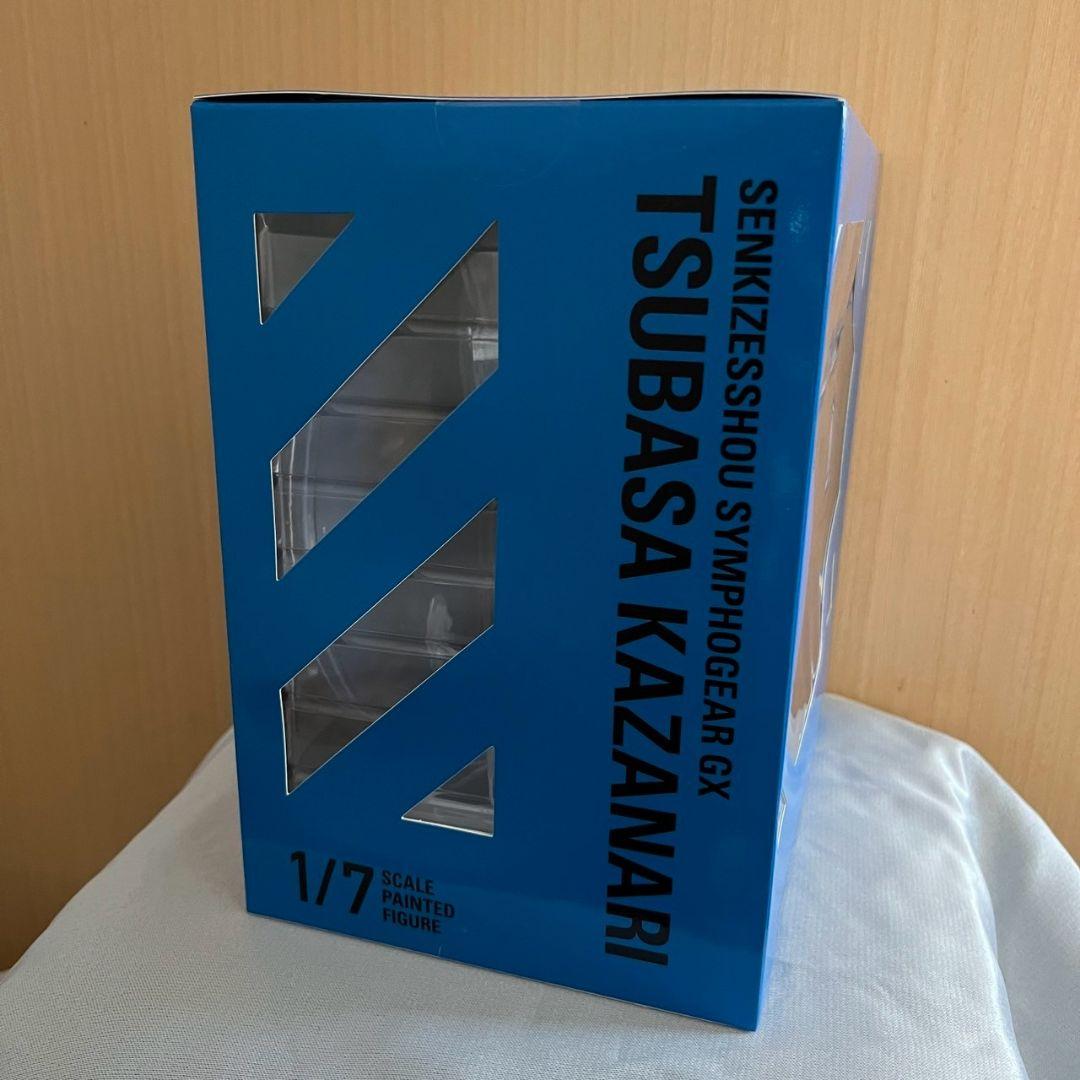 SENKIZESSHOU SYMPHOGEAR GX
TSUBASA KAZANARI
1/7
SCALE
PAINTED
FIGURE